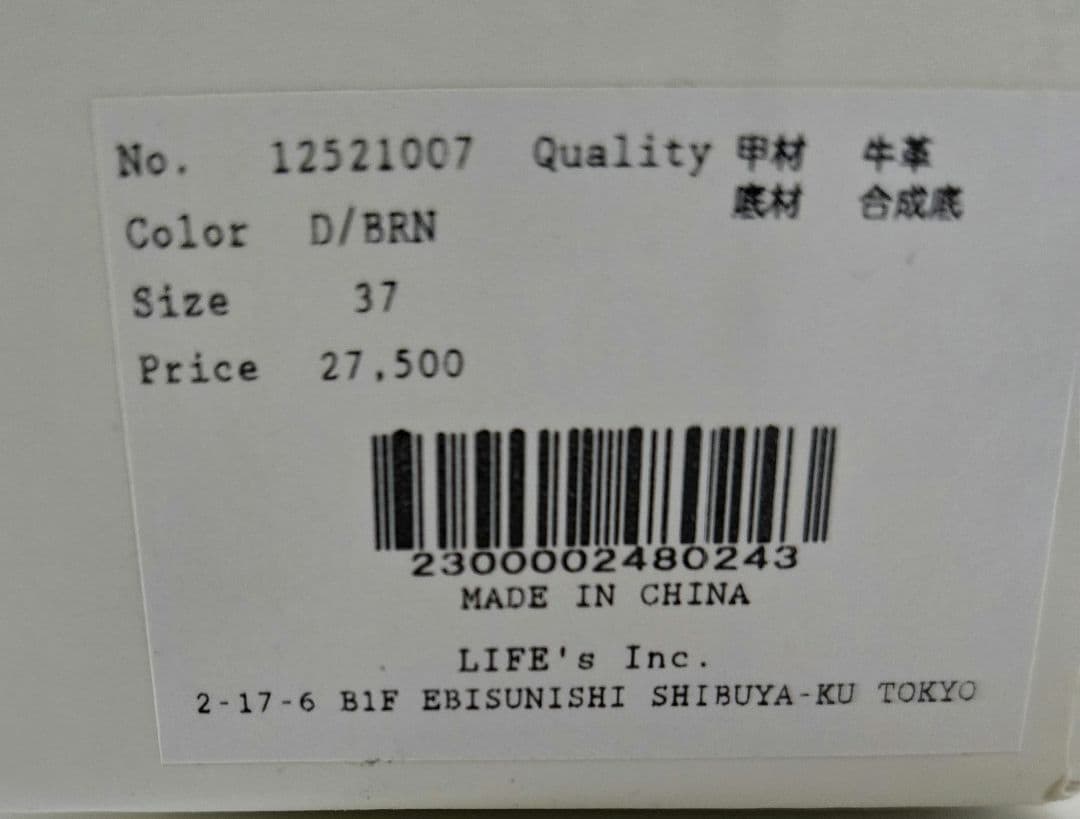 No. 12521007 Quality 甲材 牛革
底材 合成底
Color D/BRN
Size 37
Price 27,500
2300002480243
MADE IN CHINA
LIFE's Inc.
2-17-6 B1F EBISUNISHI SHIBUYA-KU TOKYO